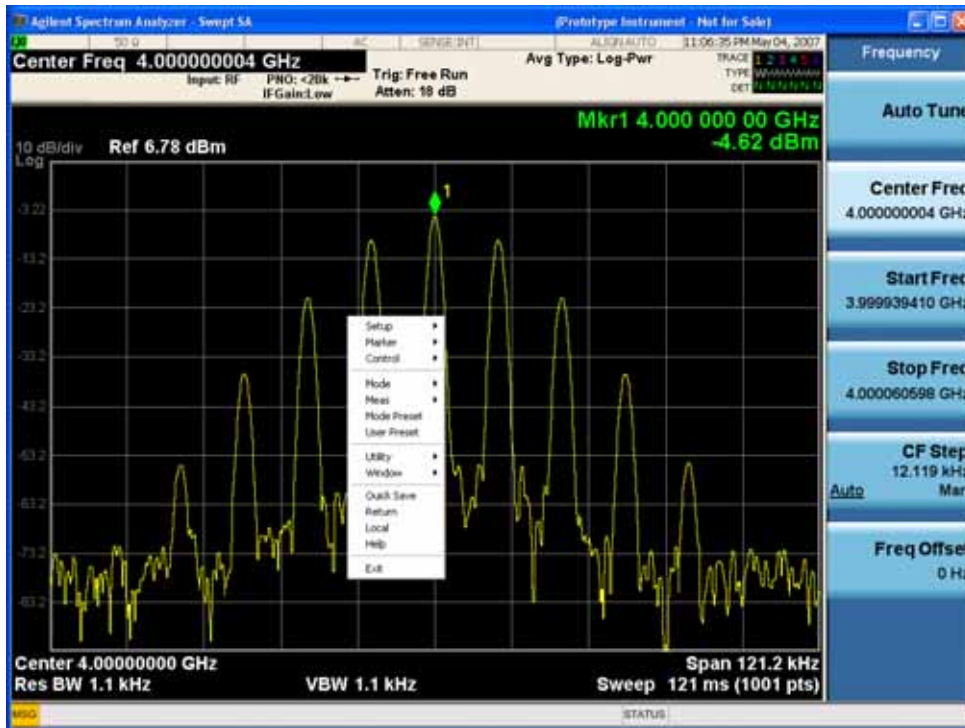 Agilent Spectrum Analyzer - Swept SA
(Prototype Instrument - Not for Sale)
50 Ω
AC
SENSE:INT
ALIGN AUTO
11:06:35 PM May 04, 2007
Center Freq 4.000000004 GHz
Input: RF
PNO: <20k
IFGain:Low
Trig: Free Run
Atten: 18 dB
Avg Type: Log-Pwr
TRACE 1 2 3 4 5 6
TYPE
DET N N N N N N
Mkr1 4.000 000 00 GHz
-4.62 dBm
10 dB/div
Log
Ref 6.78 dBm
1
-3.22
-13.2
-23.2
-33.2
-43.2
-53.2
-63.2
-73.2
-83.2
Setup
Marker
Control
Mode
Meas
Mode Preset
User Preset
Utility
Window
Quick Save
Return
Local
Help
Exit
Center 4.00000000 GHz
Span 121.2 kHz
Res BW 1.1 kHz
VBW 1.1 kHz
Sweep 121 ms (1001 pts)
MSG
STATUS
Frequency
Auto Tune
Center Freq
4.000000004 GHz
Start Freq
3.999939410 GHz
Stop Freq
4.000060598 GHz
CF Step
12.119 kHz
Auto Man
Freq Offset
0 Hz